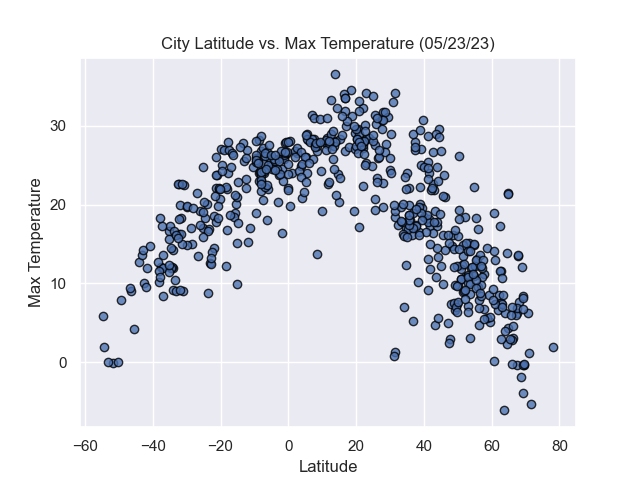 City Latitude vs. Max Temperature (05/23/23)
Max Temperature
30
20
10
0
−60 −40 −20 0 20 40 60 80
Latitude